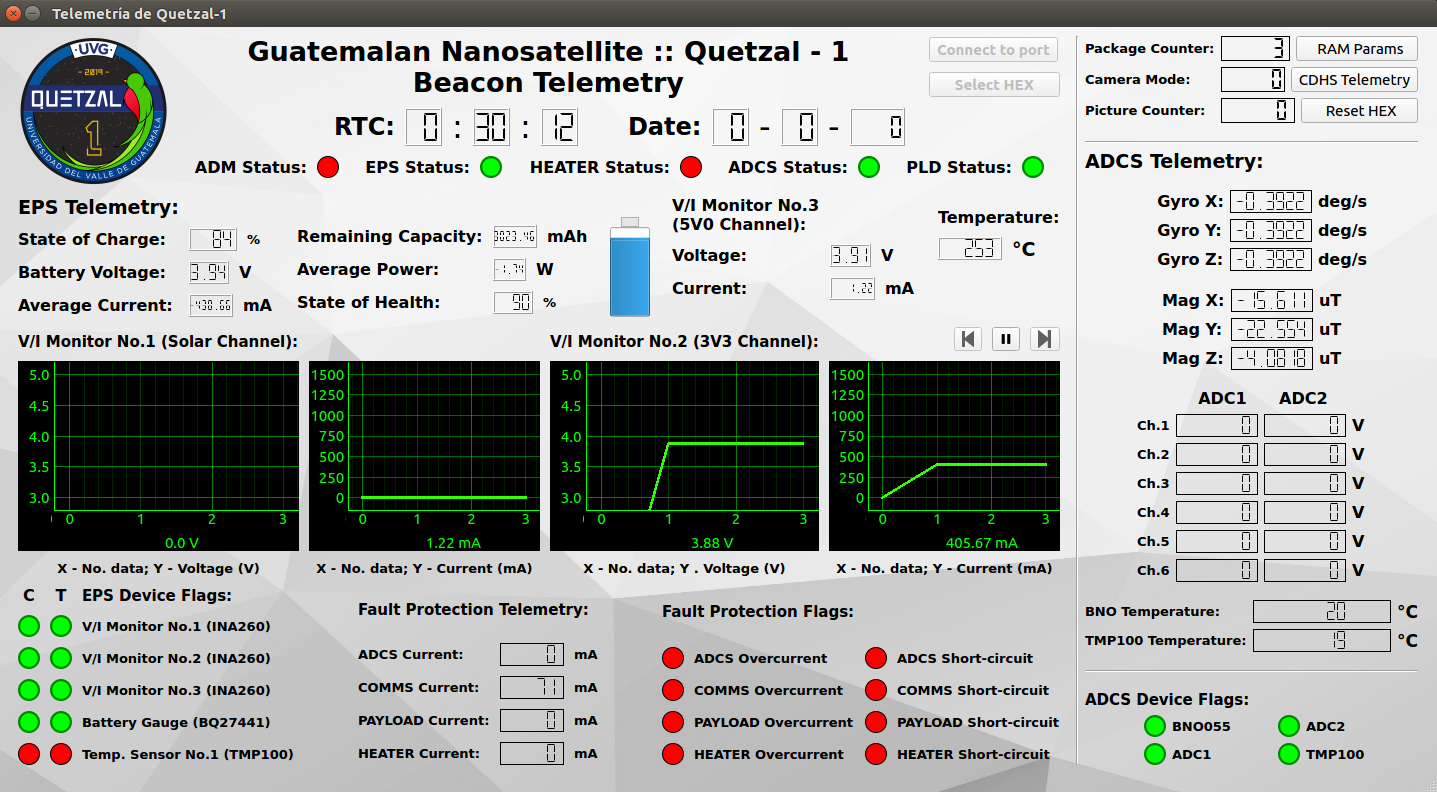 Telemetría de Quetzal-1
·UVG·
- 2019 -
QUETZAL
1
UNIVERSIDAD DEL VALLE DE GUATEMALA
Guatemalan Nanosatellite :: Quetzal - 1
Beacon Telemetry
Connect to port
Select HEX
RTC: 0 : 30 : 12 Date: 0 - 0 - 0
ADM Status: EPS Status: HEATER Status: ADCS Status: PLD Status:
EPS Telemetry:
State of Charge: 84 %
Battery Voltage: 3.94 V
Average Current: -438.66 mA
Remaining Capacity: 3023.46 mAh
Average Power: -1.74 W
State of Health: 90 %
V/I Monitor No.3
(5V0 Channel):
Voltage: 3.91 V
Current: 1.22 mA
Temperature:
253 °C
V/I Monitor No.1 (Solar Channel):
5.0
4.5
4.0
3.5
3.0
0 1 2 3
0.0 V
X - No. data; Y - Voltage (V)
1500
1250
1000
750
500
250
0
0 1 2 3
1.22 mA
X - No. data; Y - Current (mA)
V/I Monitor No.2 (3V3 Channel):
5.0
4.5
4.0
3.5
3.0
0 1 2 3
3.88 V
X - No. data; Y . Voltage (V)
1500
1250
1000
750
500
250
0
0 1 2 3
405.67 mA
X - No. data; Y - Current (mA)
C T EPS Device Flags:
V/I Monitor No.1 (INA260)
V/I Monitor No.2 (INA260)
V/I Monitor No.3 (INA260)
Battery Gauge (BQ27441)
Temp. Sensor No.1 (TMP100)
Fault Protection Telemetry:
ADCS Current: 0 mA
COMMS Current: 71 mA
PAYLOAD Current: 0 mA
HEATER Current: 0 mA
Fault Protection Flags:
ADCS Overcurrent ADCS Short-circuit
COMMS Overcurrent COMMS Short-circuit
PAYLOAD Overcurrent PAYLOAD Short-circuit
HEATER Overcurrent HEATER Short-circuit
Package Counter: 3 RAM Params
Camera Mode: 0 CDHS Telemetry
Picture Counter: 0 Reset HEX
ADCS Telemetry:
Gyro X: -0.3922 deg/s
Gyro Y: -0.3922 deg/s
Gyro Z: -0.3922 deg/s
Mag X: -15.611 uT
Mag Y: -22.554 uT
Mag Z: -4.0818 uT
ADC1 ADC2
Ch.1 0 0 V
Ch.2 0 0 V
Ch.3 0 0 V
Ch.4 0 0 V
Ch.5 0 0 V
Ch.6 0 0 V
BNO Temperature: 20 °C
TMP100 Temperature: 19 °C
ADCS Device Flags:
BNO055 ADC2
ADC1 TMP100